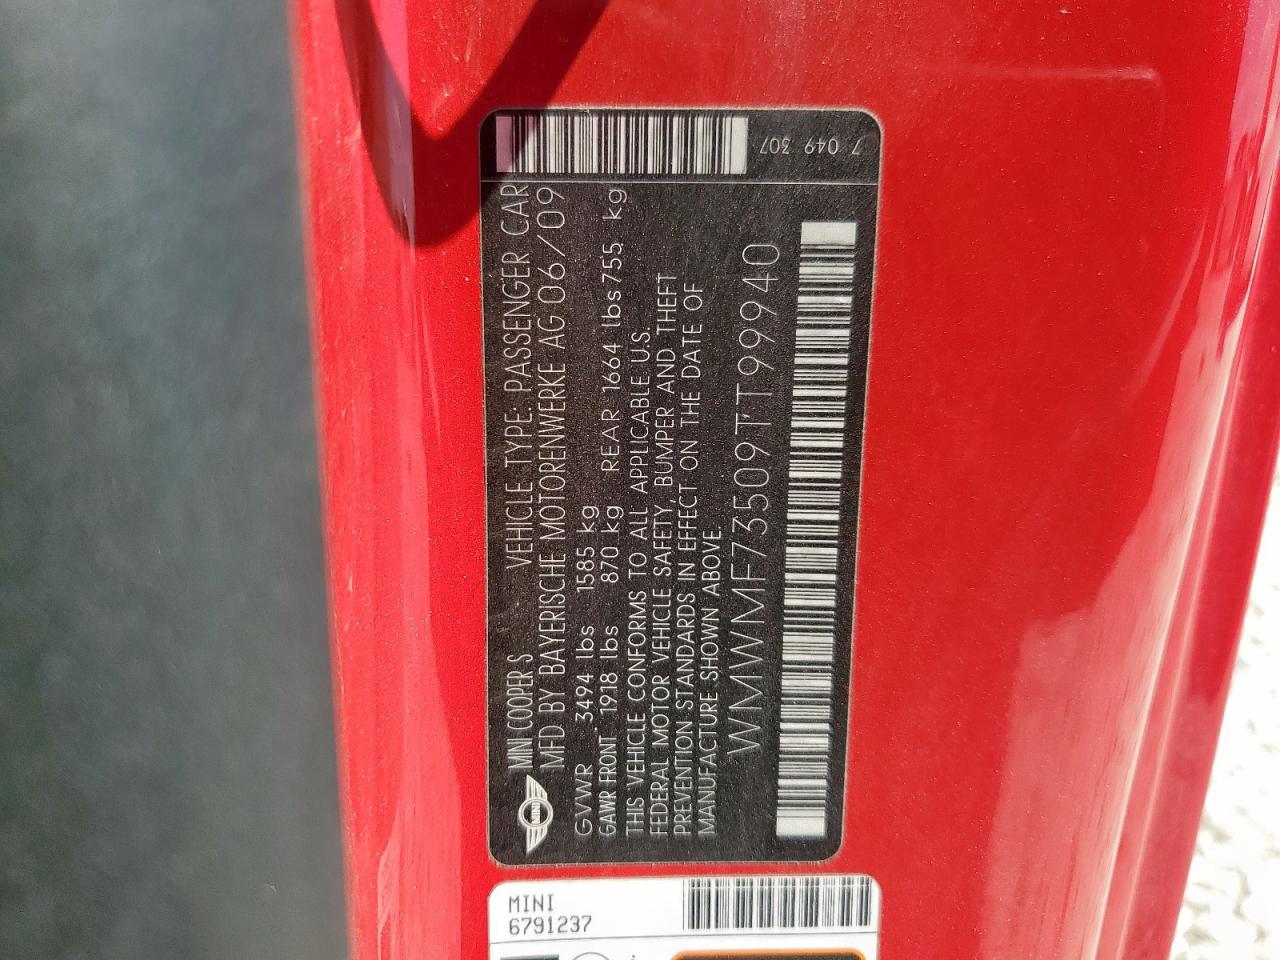 7 049 307
MINI COOPER S VEHICLE TYPE: PASSENGER CAR
MFD BY BAYERISCHE MOTORENWERKE AG 06/09
GVWR 3494 lbs 1585 kg
GAWR FRONT 1918 lbs 870 kg REAR 1664 lbs 755 kg
THIS VEHICLE CONFORMS TO ALL APPLICABLE U.S.
FEDERAL MOTOR VEHICLE SAFETY, BUMPER AND THEFT
PREVENTION STANDARDS IN EFFECT ON THE DATE OF
MANUFACTURE SHOWN ABOVE.
WMWMF73509TT99940
MINI
MINI
6791237